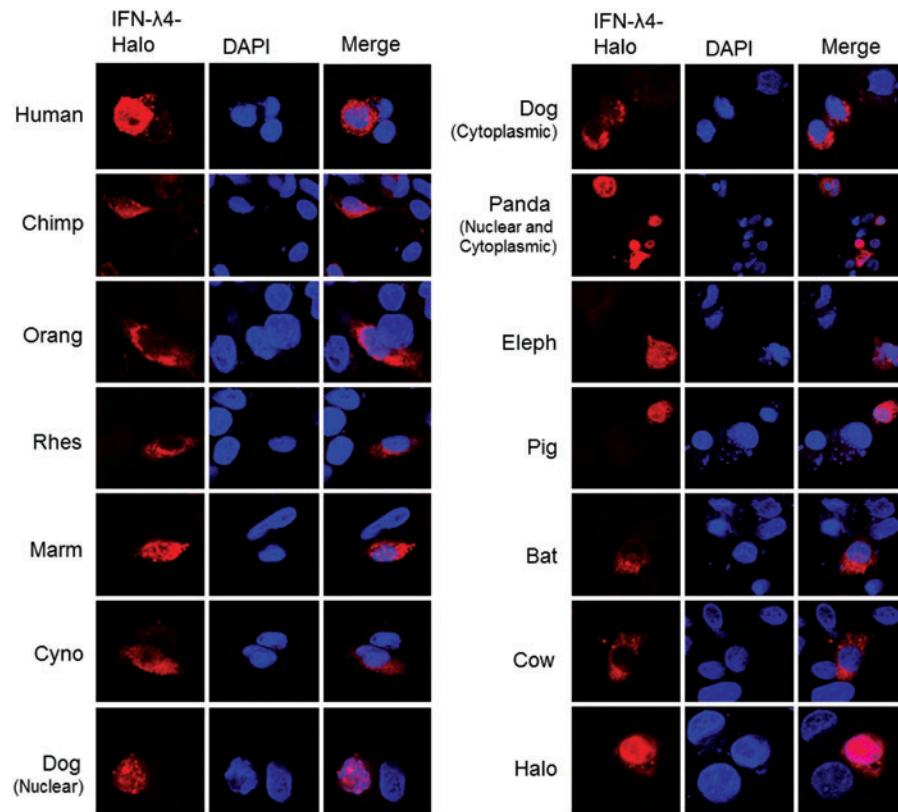 IFN-λ4-
Halo DAPI Merge
Human
Chimp
Orang
Rhes
Marm
Cyno
Dog
(Nuclear)
IFN-λ4-
Halo DAPI Merge
Dog
(Cytoplasmic)
Panda
(Nuclear and
Cytoplasmic)
Eleph
Pig
Bat
Cow
Halo